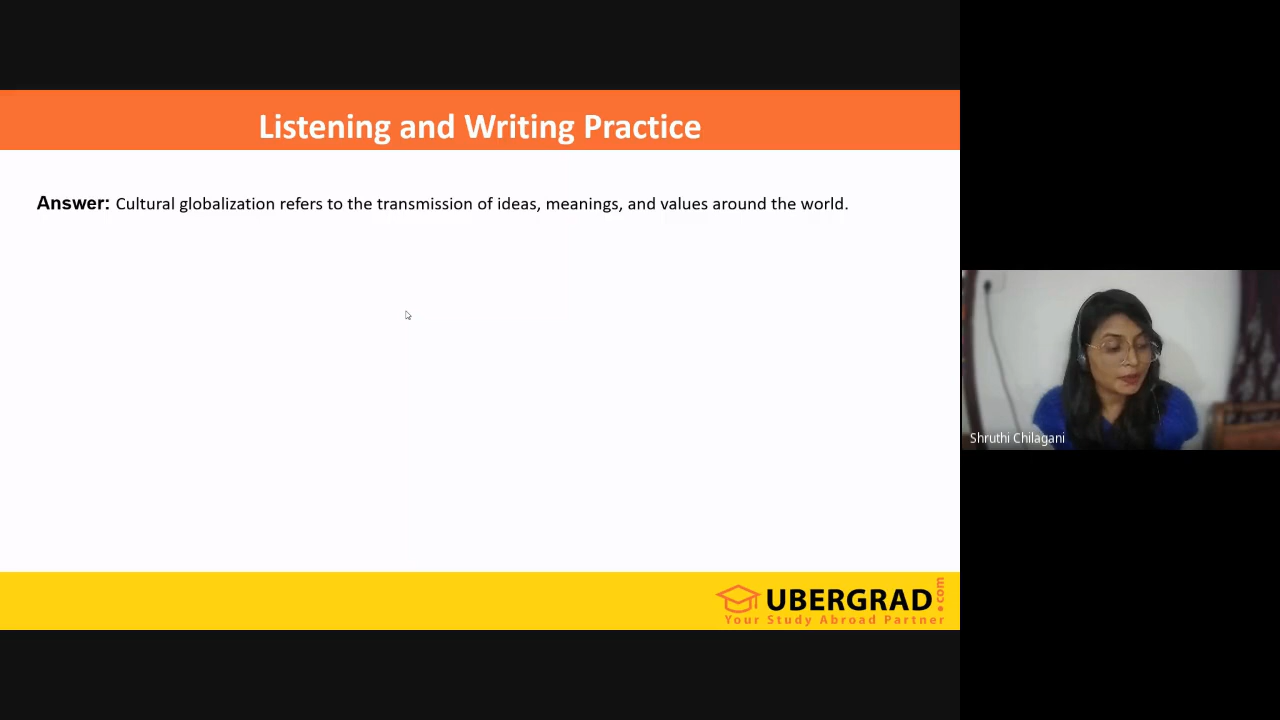 Listening and Writing Practice
Answer: Cultural globalization refers to the transmission of ideas, meanings, and values around the world.
Shruthi Chilagani
UBERGRAD.com
Your Study Abroad Partner